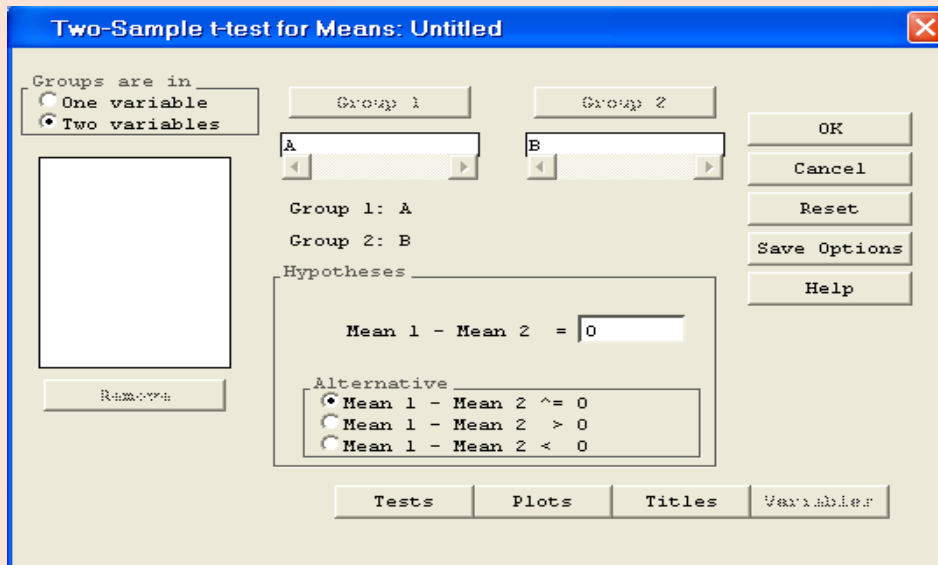 Two-Sample t-test for Means: Untitled
Groups are in
One variable
Two variables
Group 1
Group 2
A
B
Group 1: A
Group 2: B
OK
Cancel
Reset
Save Options
Help
Hypotheses
Mean 1 - Mean 2 = 0
Alternative
Mean 1 - Mean 2 ^= 0
Mean 1 - Mean 2 > 0
Mean 1 - Mean 2 < 0
Remove
Tests
Plots
Titles
Variables